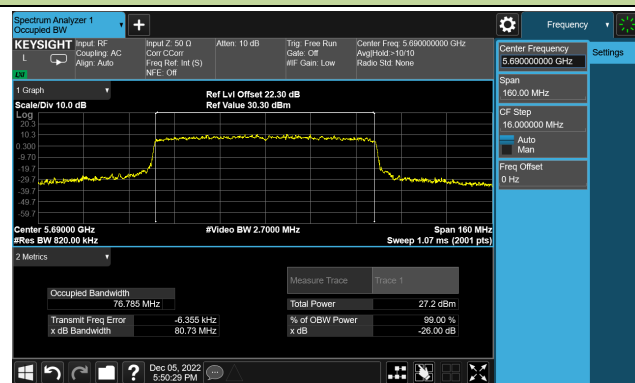 Spectrum Analyzer 1
Occupied BW
Frequency
KEYSIGHT
L
Input: RF
Coupling: AC
Align: Auto
Input Z: 50 Ω
Corr CCorr
Freq Ref: Int (S)
NFE: Off
Atten: 10 dB
Trig: Free Run
Gate: Off
#IF Gain: Low
Center Freq: 5.690000000 GHz
Avg|Hold:>10/10
Radio Std: None
Center Frequency
5.690000000 GHz
Settings
Span
160.00 MHz
CF Step
16.000000 MHz
Auto
Man
Freq Offset
0 Hz
1 Graph
Scale/Div 10.0 dB
Ref Lvl Offset 22.30 dB
Ref Value 30.30 dBm
Log
20.3
10.3
0.300
-9.70
-19.7
-29.7
-39.7
-49.7
-59.7
Center 5.69000 GHz
#Res BW 820.00 kHz
#Video BW 2.7000 MHz
Span 160 MHz
Sweep 1.07 ms (2001 pts)
2 Metrics
Measure Trace
Trace 1
Occupied Bandwidth
76.785 MHz
Total Power
27.2 dBm
Transmit Freq Error
-6.355 kHz
% of OBW Power
99.00 %
x dB Bandwidth
80.73 MHz
x dB
-26.00 dB
Dec 05, 2022
5:50:29 PM